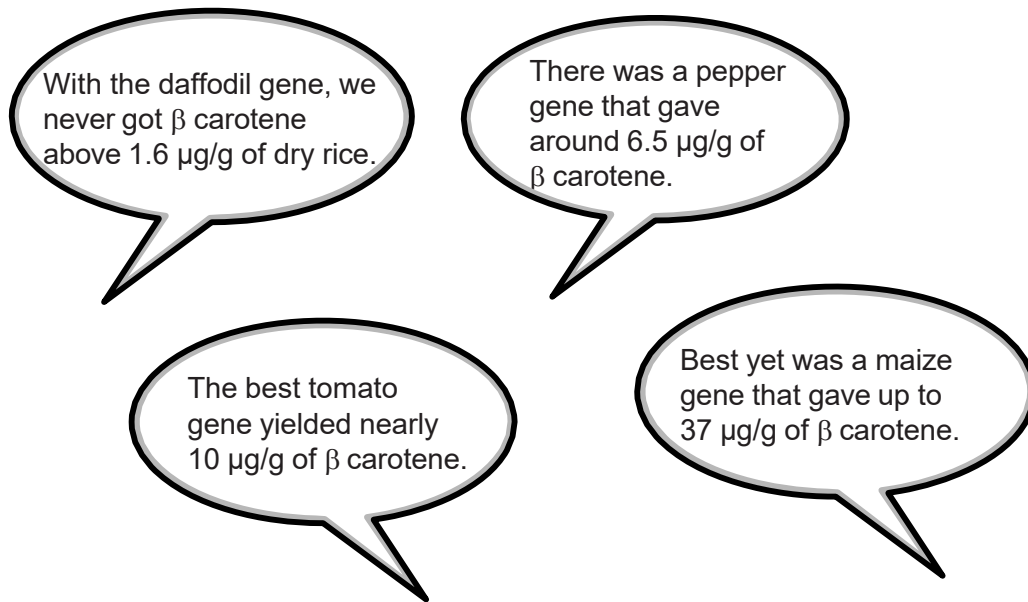 With the daffodil gene, we
never got β carotene
above 1.6 μg/g of dry rice.
There was a pepper
gene that gave
around 6.5 μg/g of
β carotene.
The best tomato
gene yielded nearly
10 μg/g of β carotene.
Best yet was a maize
gene that gave up to
37 μg/g of β carotene.